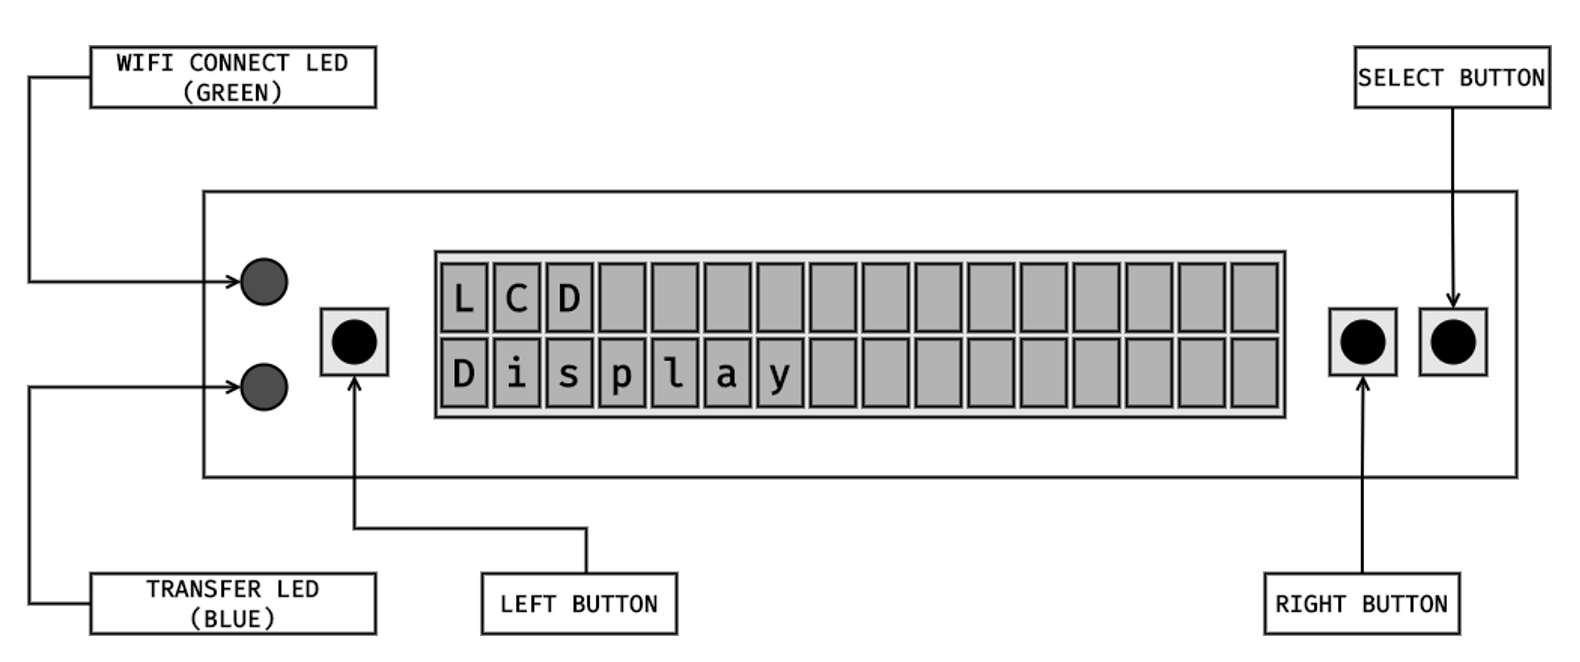 WIFI CONNECT LED
(GREEN)
SELECT BUTTON
LCD
Display
TRANSFER LED
(BLUE)
LEFT BUTTON
RIGHT BUTTON